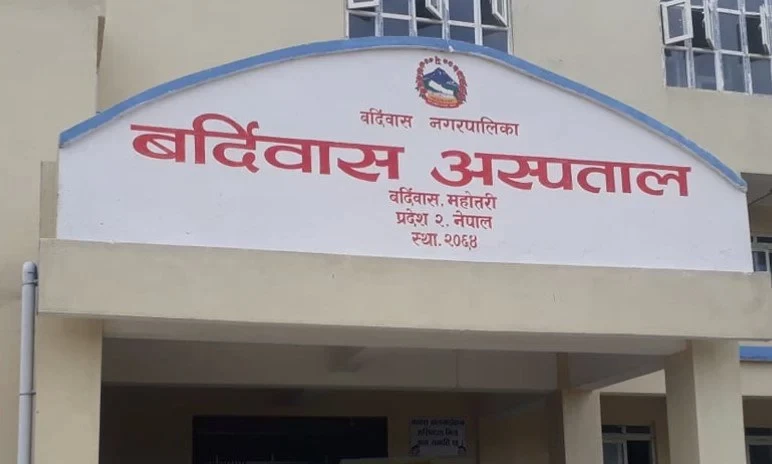 बर्दिवास नगरपालिका
बर्दिवास अस्पताल
बर्दिवास, महोतरी
प्रदेश २, नेपाल
स्था. २०६४